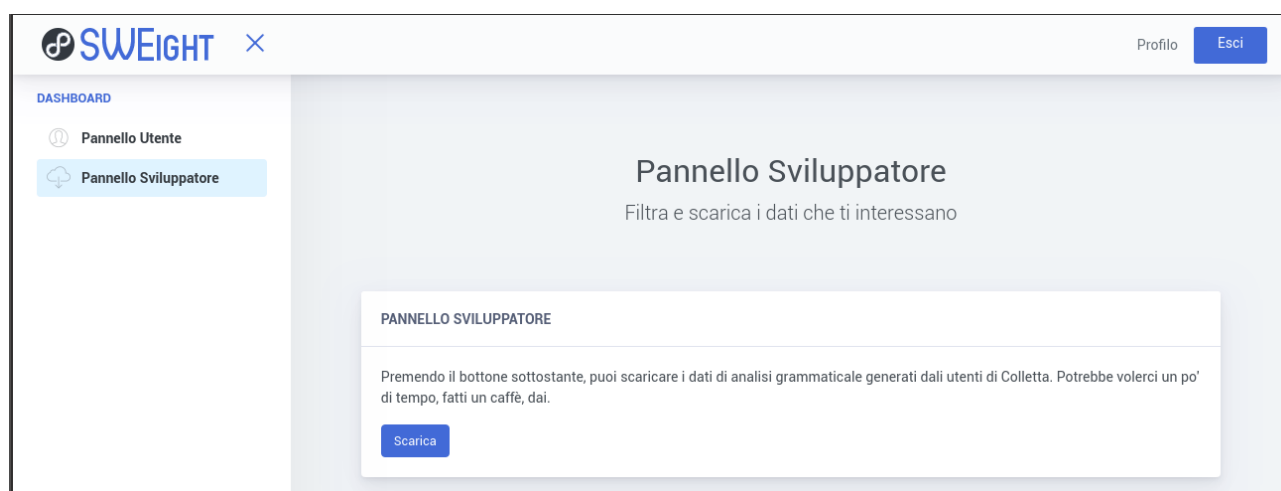 SWEIGHT
Profilo
Esci
DASHBOARD
Pannello Utente
Pannello Sviluppatore
Pannello Sviluppatore
Filtra e scarica i dati che ti interessano
PANNELLO SVILUPPATORE
Premendo il bottone sottostante, puoi scaricare i dati di analisi grammaticale generati dali utenti di Colletta. Potrebbe volerci un po'
di tempo, fatti un caffè, dai.
Scarica